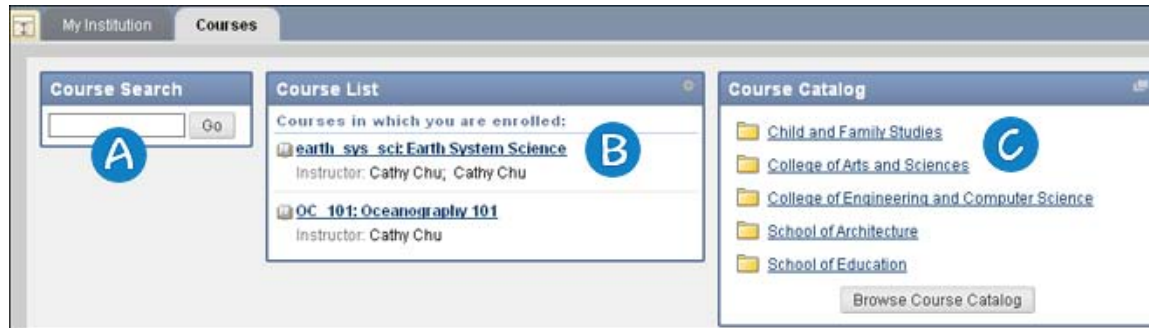 My Institution
Courses
Course Search
Go
A
Course List
Courses in which you are enrolled:
earth_sys_sci: Earth System Science
Instructor: Cathy Chu; Cathy Chu
OC_101: Oceanography 101
Instructor: Cathy Chu
B
Course Catalog
Child and Family Studies
College of Arts and Sciences
College of Engineering and Computer Science
School of Architecture
School of Education
Browse Course Catalog
C